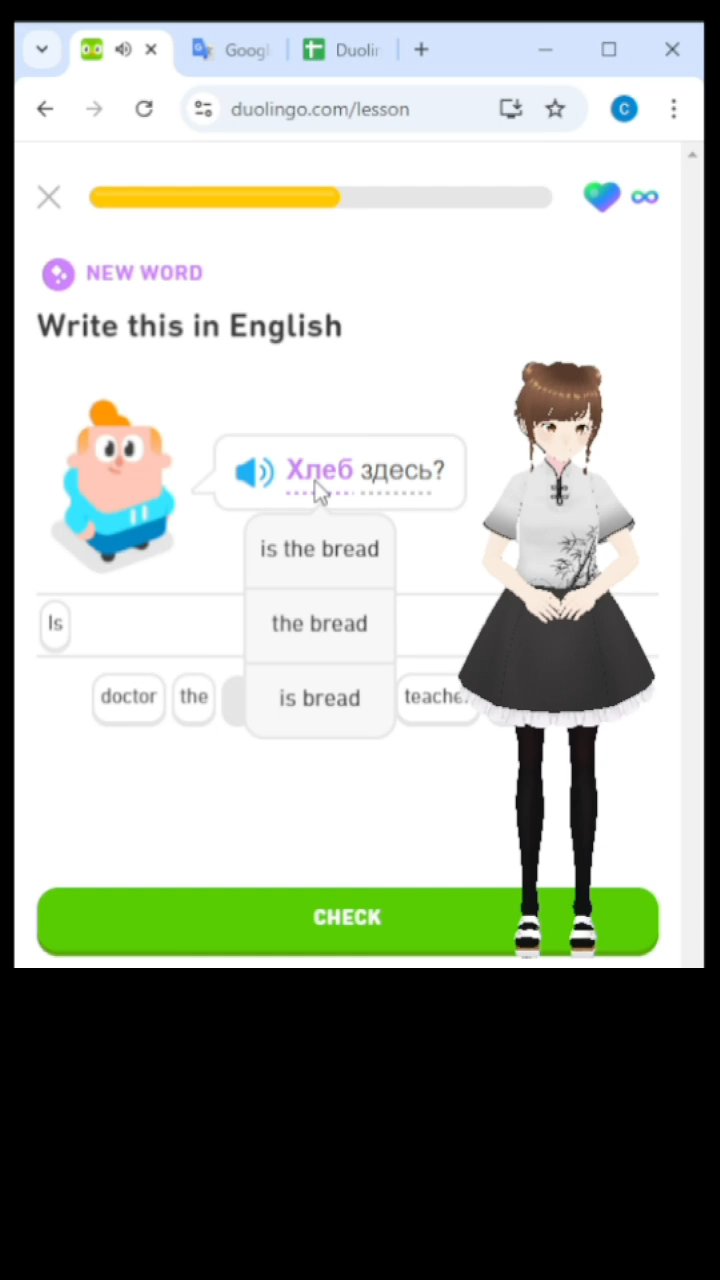 Googl
Duolin
duolingo.com/lesson
C
NEW WORD
Write this in English
Хлеб здесь?
is the bread
the bread
is bread
Is
doctor
the
teache
CHECK